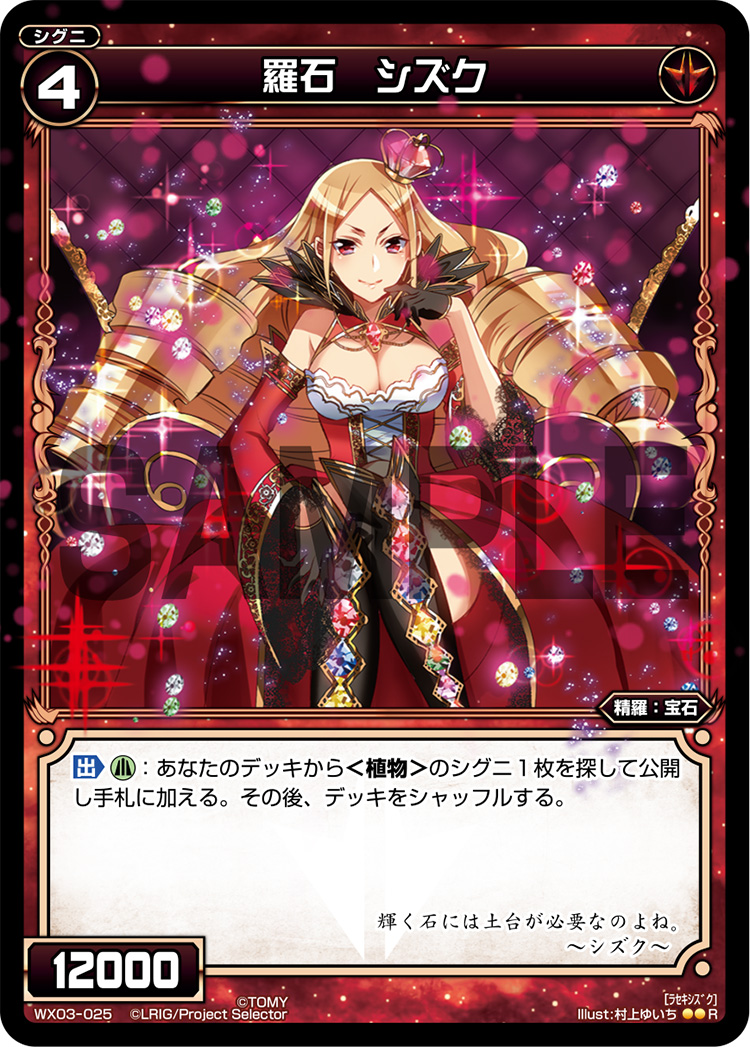 シグニ
4
羅石　シズク
SAMPLE
精羅：宝石
出 ：あなたのデッキから<植物>のシグニ１枚を探して公開
し手札に加える。その後、デッキをシャッフルする。
輝く石には土台が必要なのよね。
～シズク～
12000
©TOMY
[ﾗｾｷｼｽﾞｸ]
WX03-025 ©LRIG/Project Selector
Illust:村上ゆいち R